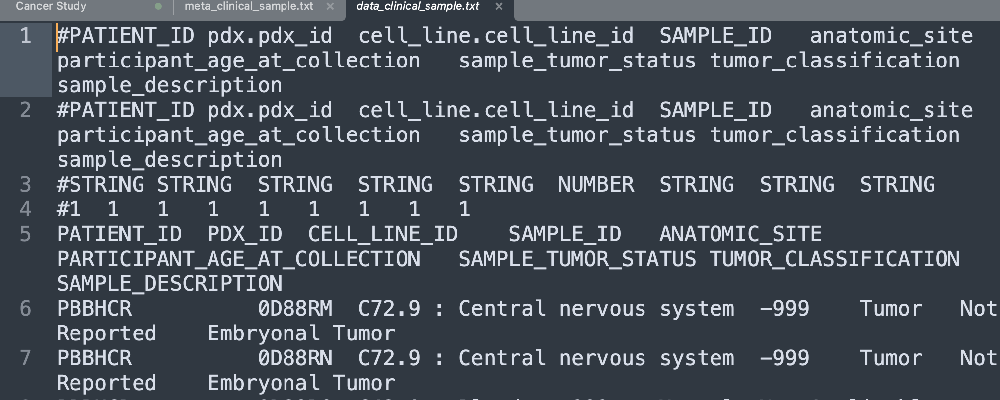 Cancer Study meta_clinical_sample.txt × data_clinical_sample.txt ×
1 #PATIENT_ID pdx.pdx_id cell_line.cell_line_id SAMPLE_ID anatomic_site
participant_age_at_collection sample_tumor_status tumor_classification
sample_description
2 #PATIENT_ID pdx.pdx_id cell_line.cell_line_id SAMPLE_ID anatomic_site
participant_age_at_collection sample_tumor_status tumor_classification
sample_description
3 #STRING STRING STRING STRING STRING NUMBER STRING STRING STRING
4 #1 1 1 1 1 1 1 1 1
5 PATIENT_ID PDX_ID CELL_LINE_ID SAMPLE_ID ANATOMIC_SITE
PARTICIPANT_AGE_AT_COLLECTION SAMPLE_TUMOR_STATUS TUMOR_CLASSIFICATION
SAMPLE_DESCRIPTION
6 PBBHCR 0D88RM C72.9 : Central nervous system -999 Tumor Not
Reported Embryonal Tumor
7 PBBHCR 0D88RN C72.9 : Central nervous system -999 Tumor Not
Reported Embryonal Tumor